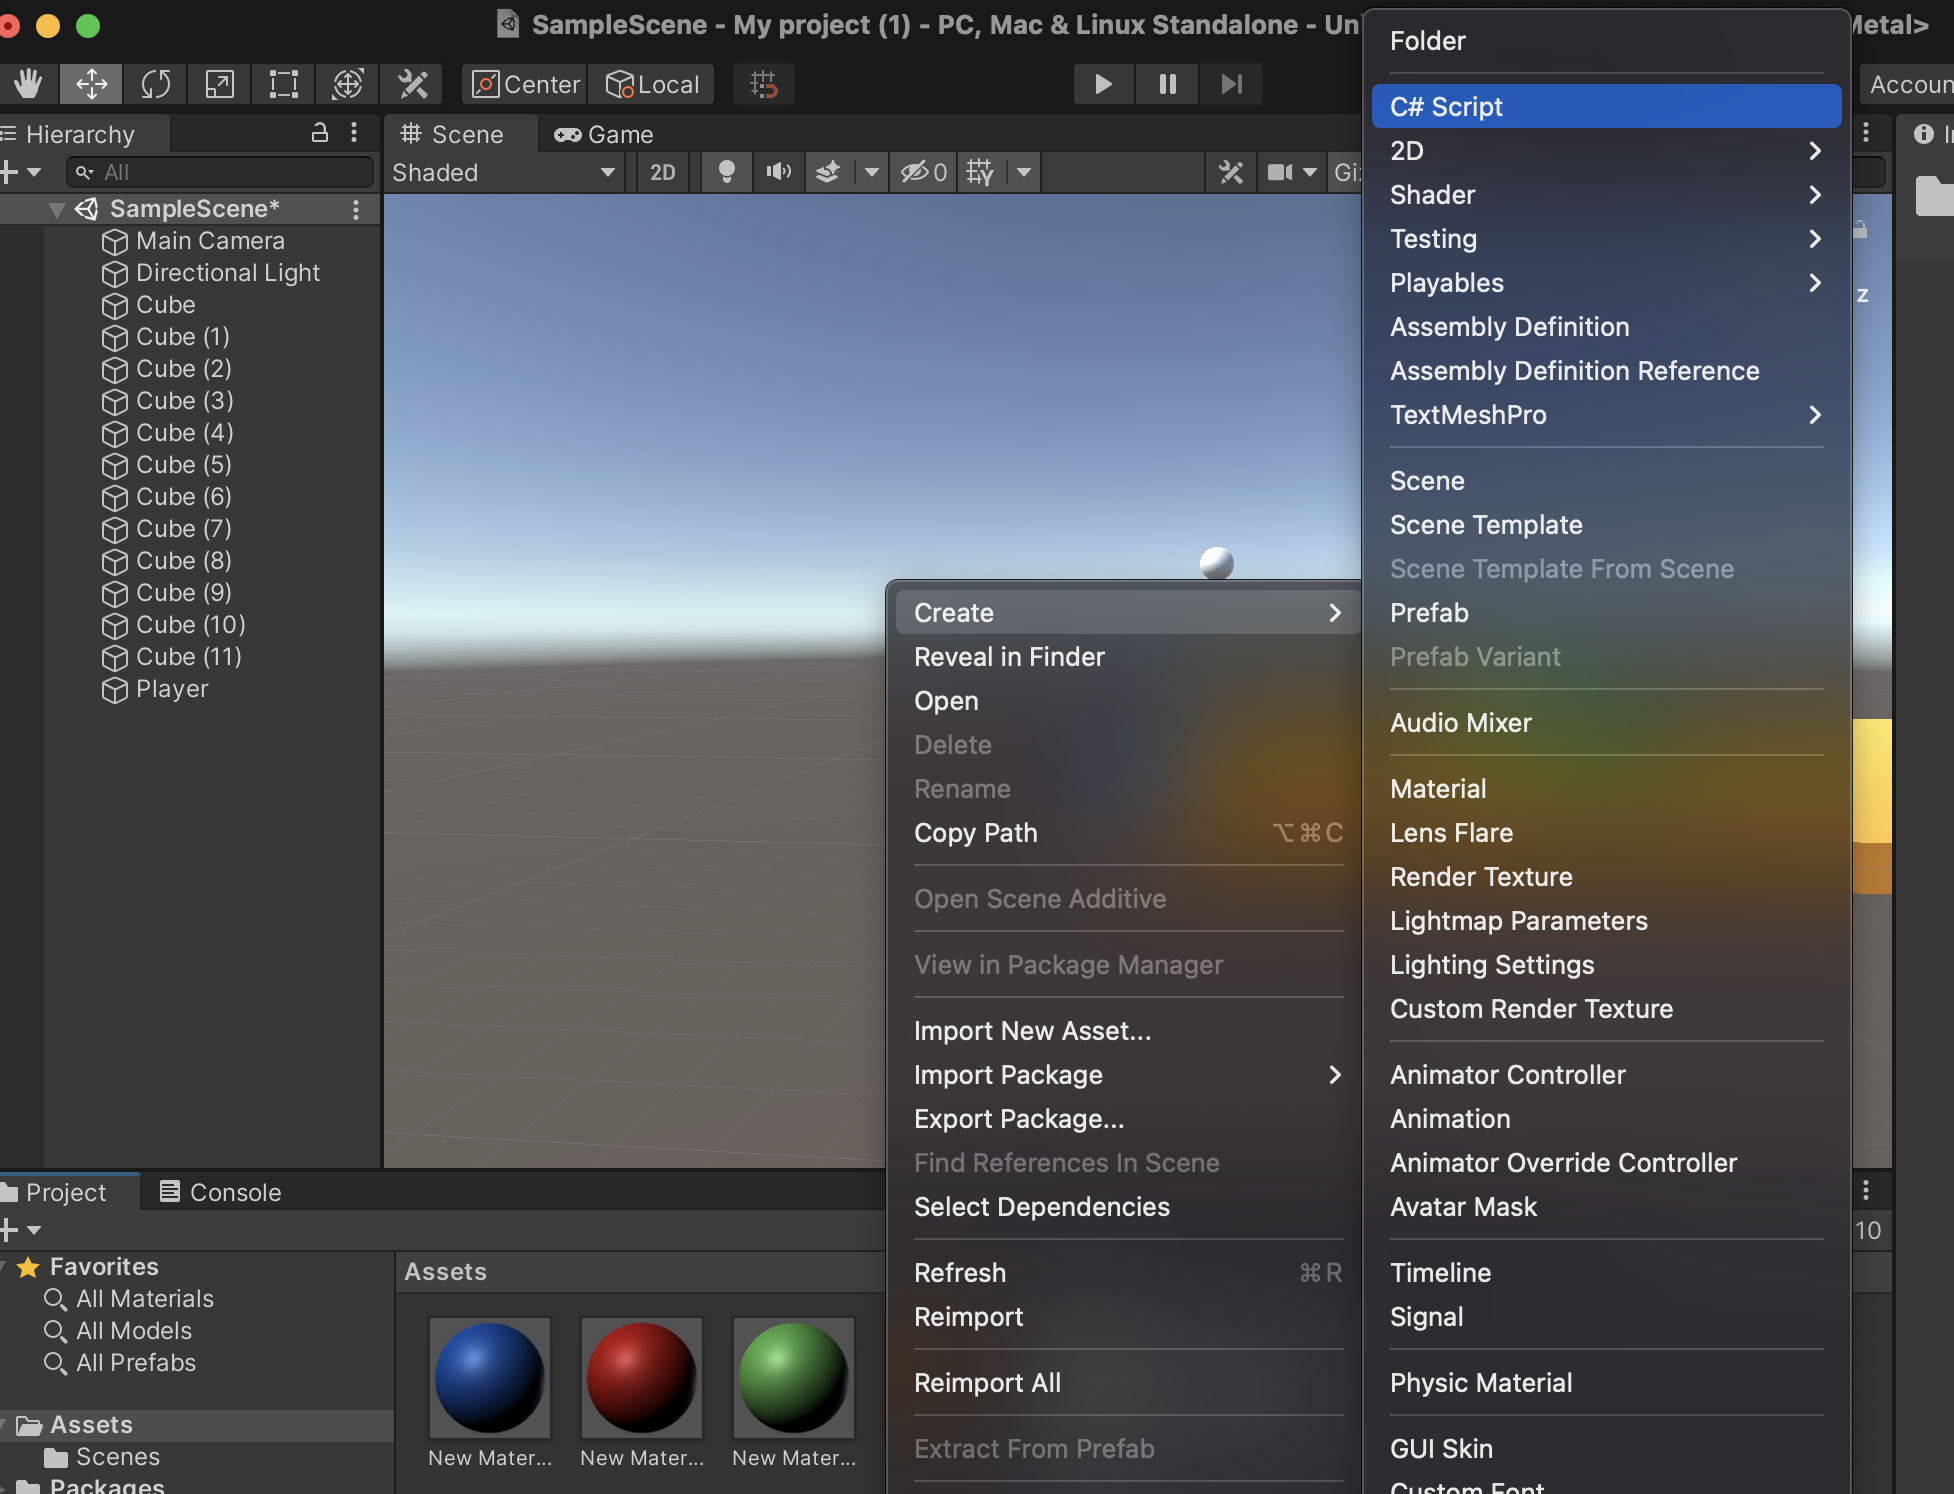 SampleScene - My project (1) - PC, Mac & Linux Standalone - Un
Metal>
Center
Local
Accoun
Hierarchy
All
SampleScene*
Main Camera
Directional Light
Cube
Cube (1)
Cube (2)
Cube (3)
Cube (4)
Cube (5)
Cube (6)
Cube (7)
Cube (8)
Cube (9)
Cube (10)
Cube (11)
Player
Scene
Game
Shaded
2D
0
Giz
I
z
Folder
C# Script
2D
Shader
Testing
Playables
Assembly Definition
Assembly Definition Reference
TextMeshPro
Scene
Scene Template
Scene Template From Scene
Prefab
Prefab Variant
Audio Mixer
Material
Lens Flare
Render Texture
Lightmap Parameters
Lighting Settings
Custom Render Texture
Animator Controller
Animation
Animator Override Controller
Avatar Mask
Timeline
Signal
Physic Material
GUI Skin
Custom Font
Create
Reveal in Finder
Open
Delete
Rename
Copy Path ⌥⌘C
Open Scene Additive
View in Package Manager
Import New Asset...
Import Package
Export Package...
Find References In Scene
Select Dependencies
Refresh ⌘R
Reimport
Reimport All
Extract From Prefab
Project
Console
10
Favorites
All Materials
All Models
All Prefabs
Assets
Scenes
Packages
Assets
New Mater...
New Mater...
New Mater...